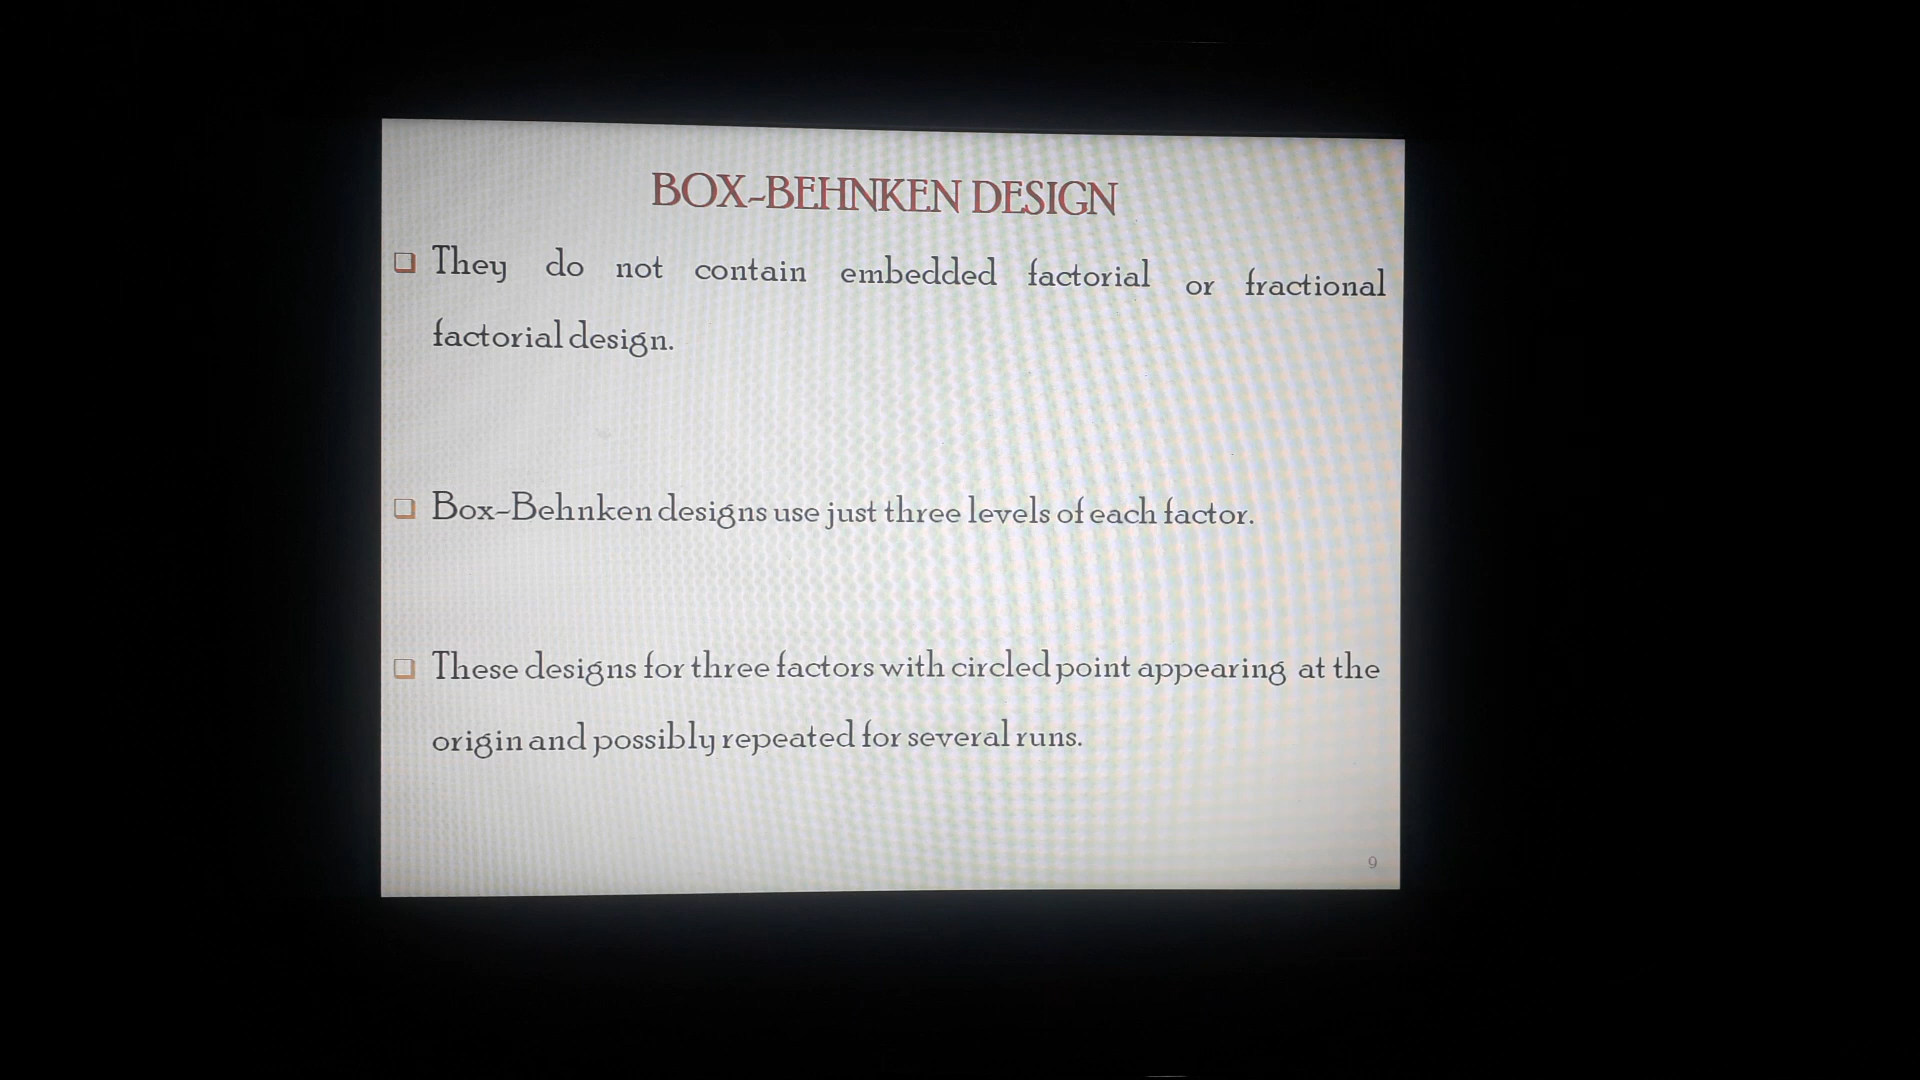 BOX-BEHNKEN DESIGN
They do not contain embedded factorial or fractional
factorial design.
Box-Behnken designs use just three levels of each factor.
These designs for three factors with circled point appearing at the
origin and possibly repeated for several runs.
9